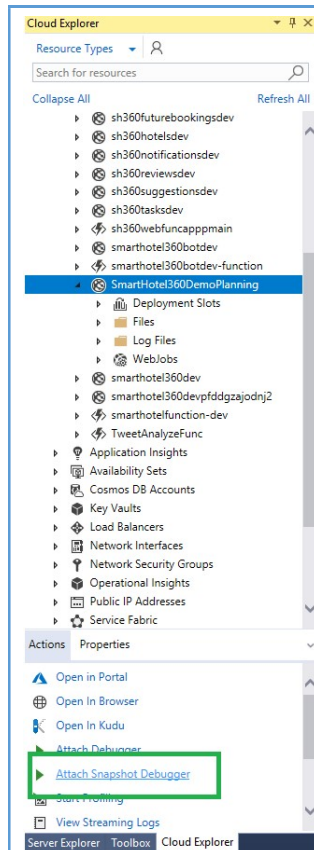 Cloud Explorer
Resource Types
Search for resources
Collapse All Refresh All
sh360futurebookingsdev
sh360hotelsdev
sh360notificationsdev
sh360reviewsdev
sh360suggestionsdev
sh360tasksdev
sh360webfuncapppmain
smarthotel360botdev
smarthotel360botdev-function
SmartHotel360DemoPlanning
Deployment Slots
Files
Log Files
WebJobs
smarthotel360dev
smarthotel360devpfddgzajodnj2
smarthotelfunction-dev
TweetAnalyzeFunc
Application Insights
Availability Sets
Cosmos DB Accounts
Key Vaults
Load Balancers
Network Interfaces
Network Security Groups
Operational Insights
Public IP Addresses
Service Fabric
Actions Properties
Open in Portal
Open In Browser
Open In Kudu
Attach Debugger
Attach Snapshot Debugger
Start Profiling
View Streaming Logs
Server Explorer Toolbox Cloud Explorer